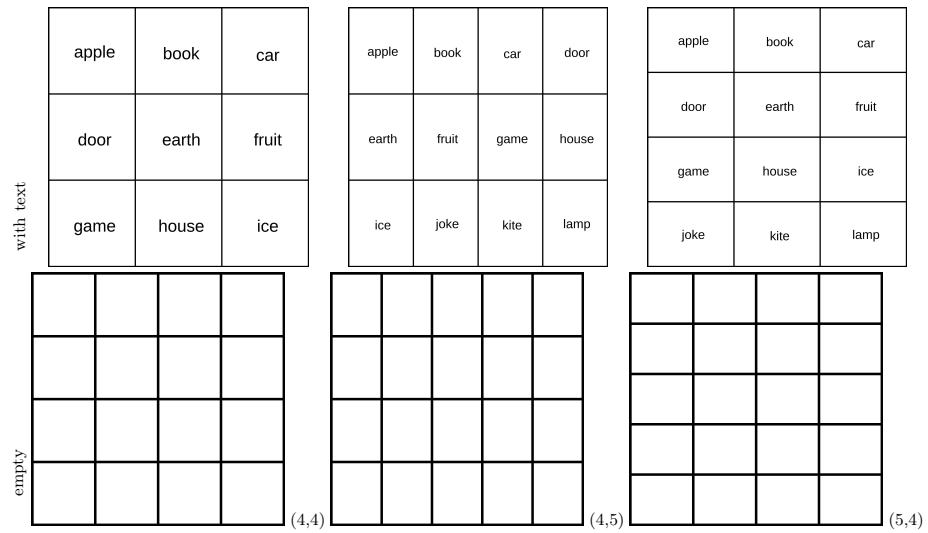 apple book car
door earth fruit
game house ice
apple book car door
earth fruit game house
ice joke kite lamp
apple book car
door earth fruit
game house ice
joke kite lamp
with text
empty
(4,4)
(4,5)
(5,4)